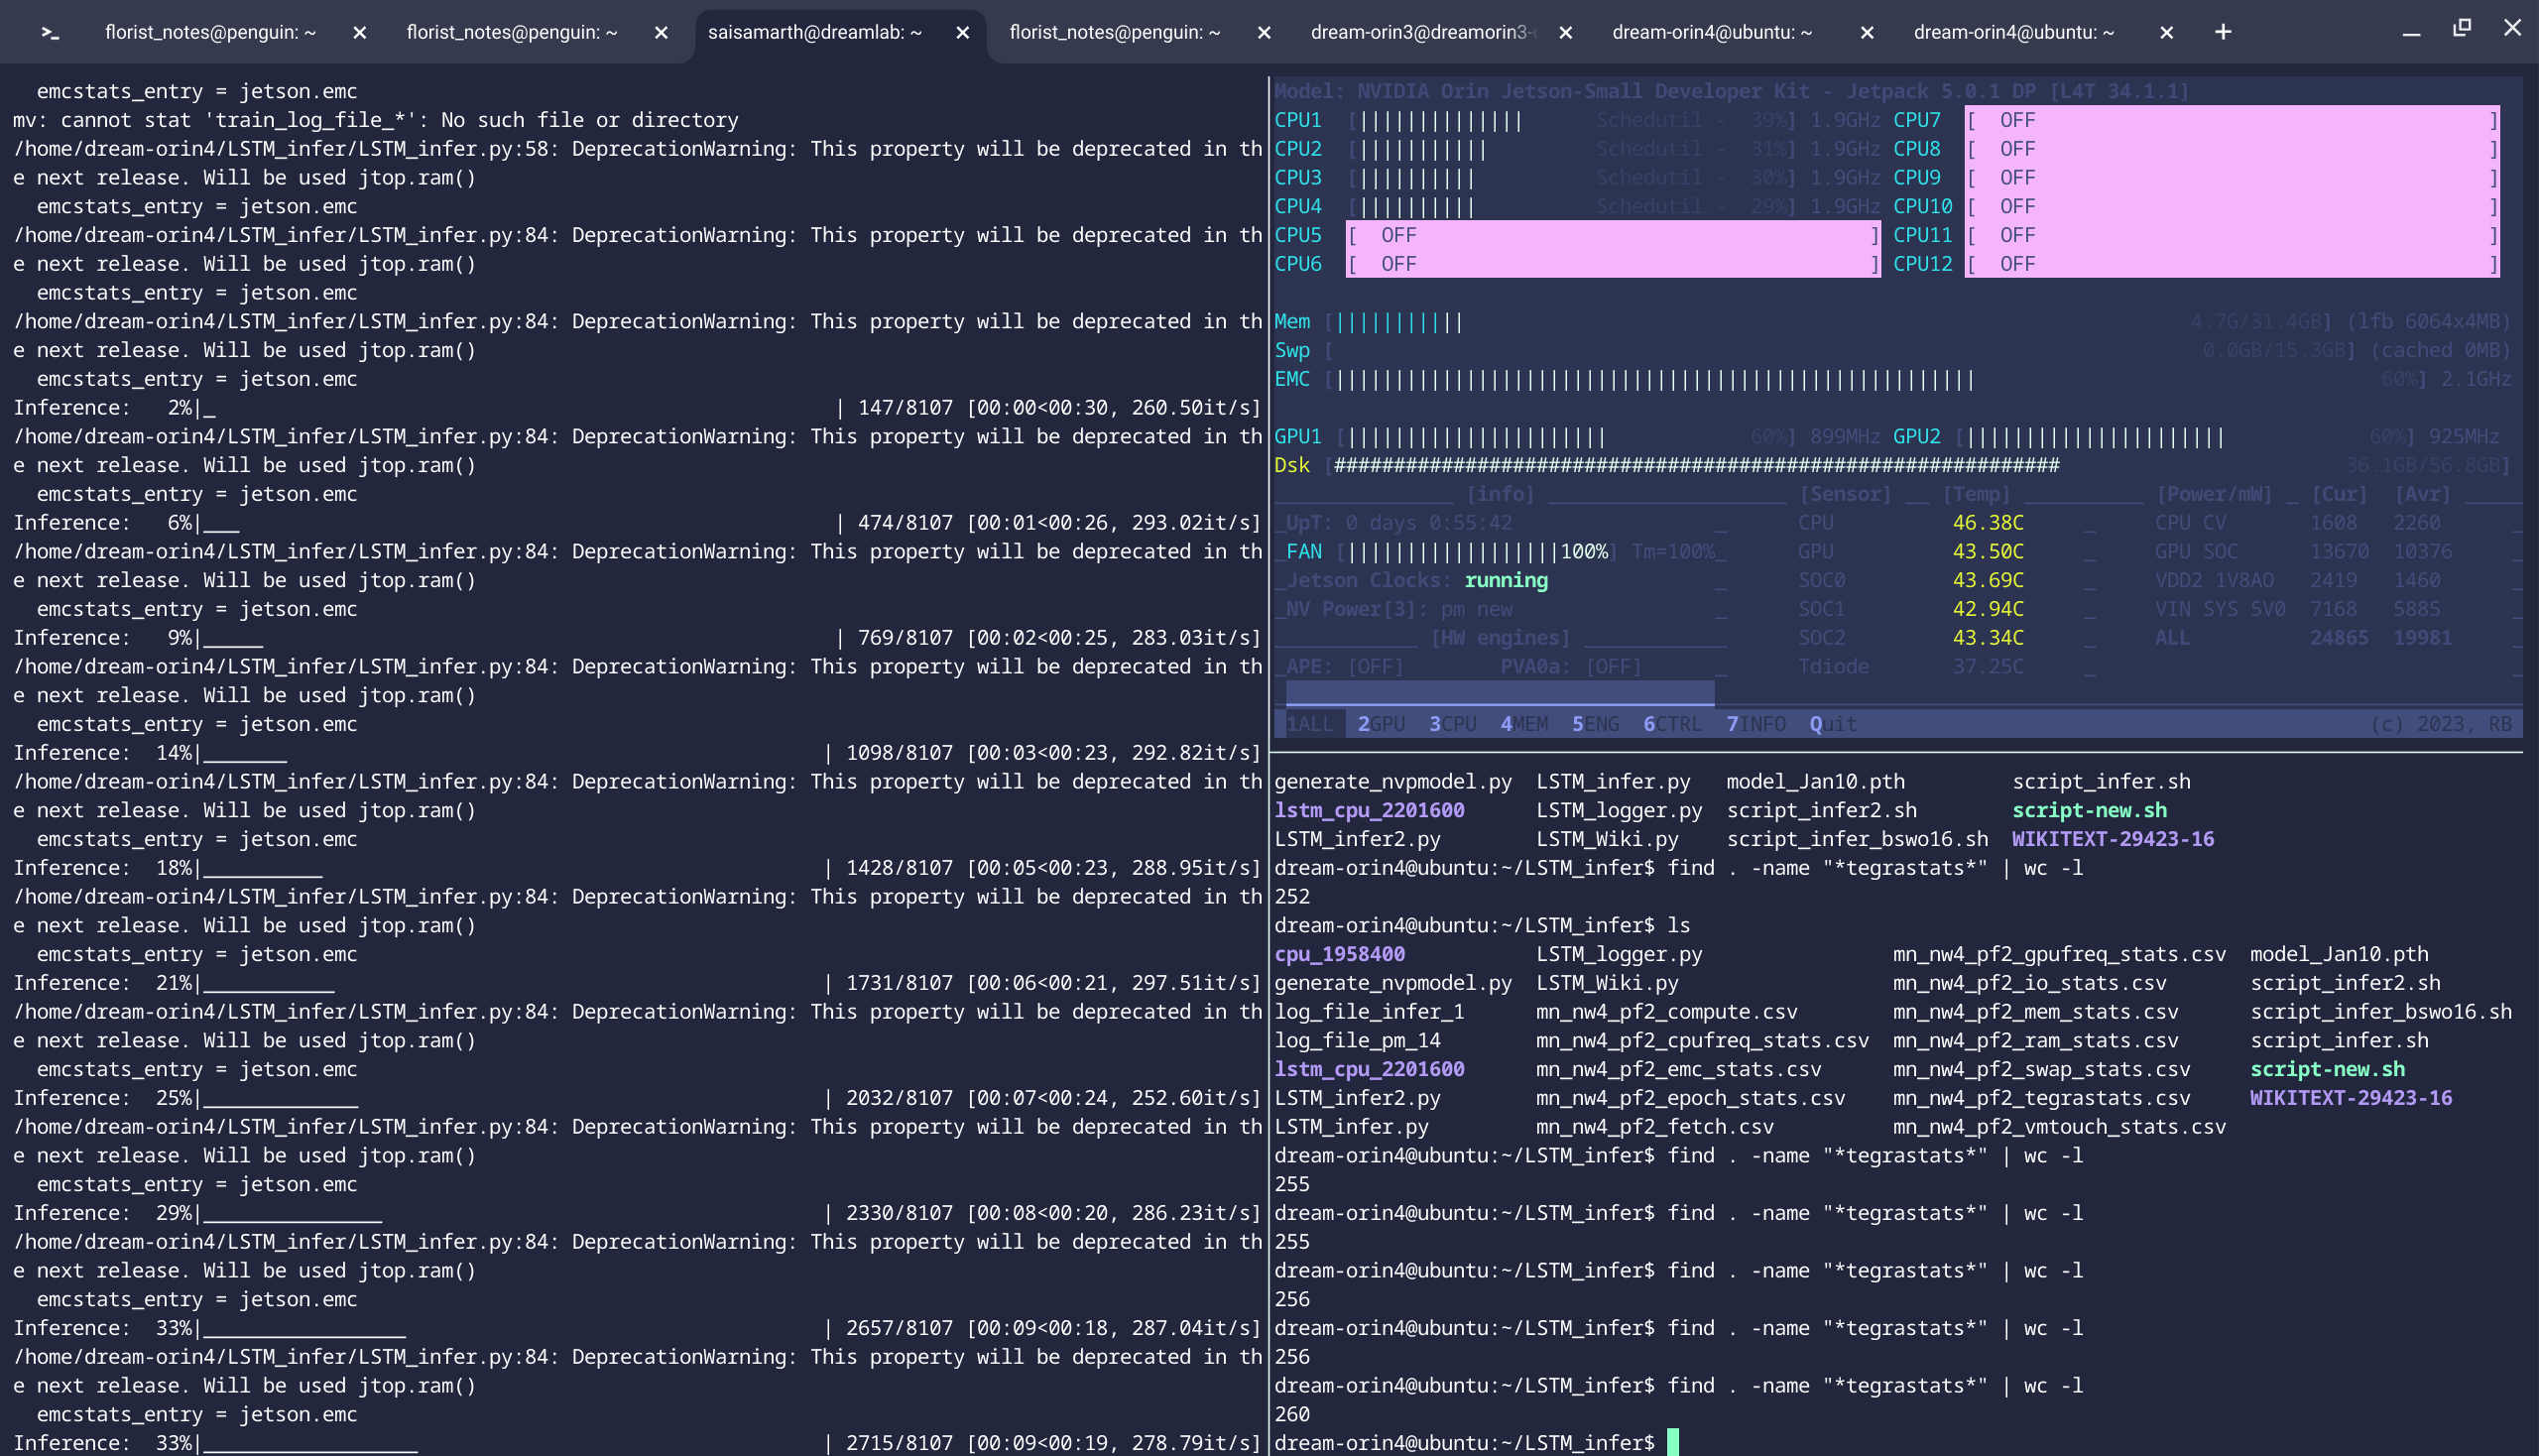 florist_notes@penguin: ~
florist_notes@penguin: ~
saisamarth@dreamlab: ~
florist_notes@penguin: ~
dream-orin3@dreamorin3-
dream-orin4@ubuntu: ~
dream-orin4@ubuntu: ~
emcstats_entry = jetson.emc
mv: cannot stat 'train_log_file_*': No such file or directory
/home/dream-orin4/LSTM_infer/LSTM_infer.py:58: DeprecationWarning: This property will be deprecated in th
e next release. Will be used jtop.ram()
emcstats_entry = jetson.emc
/home/dream-orin4/LSTM_infer/LSTM_infer.py:84: DeprecationWarning: This property will be deprecated in th
e next release. Will be used jtop.ram()
emcstats_entry = jetson.emc
/home/dream-orin4/LSTM_infer/LSTM_infer.py:84: DeprecationWarning: This property will be deprecated in th
e next release. Will be used jtop.ram()
emcstats_entry = jetson.emc
Inference:   2%|_ | 147/8107 [00:00<00:30, 260.50it/s]
/home/dream-orin4/LSTM_infer/LSTM_infer.py:84: DeprecationWarning: This property will be deprecated in th
e next release. Will be used jtop.ram()
emcstats_entry = jetson.emc
Inference:   6%|___ | 474/8107 [00:01<00:26, 293.02it/s]
/home/dream-orin4/LSTM_infer/LSTM_infer.py:84: DeprecationWarning: This property will be deprecated in th
e next release. Will be used jtop.ram()
emcstats_entry = jetson.emc
Inference:   9%|_____ | 769/8107 [00:02<00:25, 283.03it/s]
/home/dream-orin4/LSTM_infer/LSTM_infer.py:84: DeprecationWarning: This property will be deprecated in th
e next release. Will be used jtop.ram()
emcstats_entry = jetson.emc
Inference:  14%|_______ | 1098/8107 [00:03<00:23, 292.82it/s]
/home/dream-orin4/LSTM_infer/LSTM_infer.py:84: DeprecationWarning: This property will be deprecated in th
e next release. Will be used jtop.ram()
emcstats_entry = jetson.emc
Inference:  18%|__________ | 1428/8107 [00:05<00:23, 288.95it/s]
/home/dream-orin4/LSTM_infer/LSTM_infer.py:84: DeprecationWarning: This property will be deprecated in th
e next release. Will be used jtop.ram()
emcstats_entry = jetson.emc
Inference:  21%|___________ | 1731/8107 [00:06<00:21, 297.51it/s]
/home/dream-orin4/LSTM_infer/LSTM_infer.py:84: DeprecationWarning: This property will be deprecated in th
e next release. Will be used jtop.ram()
emcstats_entry = jetson.emc
Inference:  25%|_____________ | 2032/8107 [00:07<00:24, 252.60it/s]
/home/dream-orin4/LSTM_infer/LSTM_infer.py:84: DeprecationWarning: This property will be deprecated in th
e next release. Will be used jtop.ram()
emcstats_entry = jetson.emc
Inference:  29%|_______________ | 2330/8107 [00:08<00:20, 286.23it/s]
/home/dream-orin4/LSTM_infer/LSTM_infer.py:84: DeprecationWarning: This property will be deprecated in th
e next release. Will be used jtop.ram()
emcstats_entry = jetson.emc
Inference:  33%|_________________ | 2657/8107 [00:09<00:18, 287.04it/s]
/home/dream-orin4/LSTM_infer/LSTM_infer.py:84: DeprecationWarning: This property will be deprecated in th
e next release. Will be used jtop.ram()
emcstats_entry = jetson.emc
Inference:  33%|__________________ | 2715/8107 [00:09<00:19, 278.79it/s]
Model: NVIDIA Orin Jetson-Small Developer Kit - Jetpack 5.0.1 DP [L4T 34.1.1]
CPU1 [|||||||||||||| Schedutil - 39%] 1.9GHz CPU7 [ OFF ]
CPU2 [||||||||||| Schedutil - 31%] 1.9GHz CPU8 [ OFF ]
CPU3 [|||||||||| Schedutil - 30%] 1.9GHz CPU9 [ OFF ]
CPU4 [|||||||||| Schedutil - 29%] 1.9GHz CPU10 [ OFF ]
CPU5 [ OFF ] CPU11 [ OFF ]
CPU6 [ OFF ] CPU12 [ OFF ]
Mem [||||||||||| 4.7G/31.4GB] (lfb 6064x4MB)
Swp [ 0.0GB/15.3GB] (cached 0MB)
EMC [|||||||||||||||||||||||||||||||||||||||||||||||||||||| 60%] 2.1GHz
GPU1 [|||||||||||||||||||||| 60%] 899MHz GPU2 [|||||||||||||||||||||| 60%] 925MHz
Dsk [############################################################# 36.1GB/56.8GB]
[info] [Sensor] [Temp] [Power/mW] [Cur] [Avr]
UpT: 0 days 0:55:42 CPU 46.38C CPU CV 1608 2260
FAN [||||||||||||||||||100%] Tm=100% GPU 43.50C GPU SOC 13670 10376
Jetson Clocks: running SOC0 43.69C VDD2 1V8AO 2419 1460
NV Power[3]: pm new SOC1 42.94C VIN SYS 5V0 7168 5885
[HW engines] SOC2 43.34C ALL 24865 19981
APE: [OFF] PVA0a: [OFF] Tdiode 37.25C
1ALL 2GPU 3CPU 4MEM 5ENG 6CTRL 7INFO Quit (c) 2023, RB
generate_nvpmodel.py LSTM_infer.py model_Jan10.pth script_infer.sh
lstm_cpu_2201600 LSTM_logger.py script_infer2.sh script-new.sh
LSTM_infer2.py LSTM_Wiki.py script_infer_bswo16.sh WIKITEXT-29423-16
dream-orin4@ubuntu:~/LSTM_infer$ find . -name "*tegrastats*" | wc -l
252
dream-orin4@ubuntu:~/LSTM_infer$ ls
cpu_1958400 LSTM_logger.py mn_nw4_pf2_gpufreq_stats.csv model_Jan10.pth
generate_nvpmodel.py LSTM_Wiki.py mn_nw4_pf2_io_stats.csv script_infer2.sh
log_file_infer_1 mn_nw4_pf2_compute.csv mn_nw4_pf2_mem_stats.csv script_infer_bswo16.sh
log_file_pm_14 mn_nw4_pf2_cpufreq_stats.csv mn_nw4_pf2_ram_stats.csv script_infer.sh
lstm_cpu_2201600 mn_nw4_pf2_emc_stats.csv mn_nw4_pf2_swap_stats.csv script-new.sh
LSTM_infer2.py mn_nw4_pf2_epoch_stats.csv mn_nw4_pf2_tegrastats.csv WIKITEXT-29423-16
LSTM_infer.py mn_nw4_pf2_fetch.csv mn_nw4_pf2_vmtouch_stats.csv
dream-orin4@ubuntu:~/LSTM_infer$ find . -name "*tegrastats*" | wc -l
255
dream-orin4@ubuntu:~/LSTM_infer$ find . -name "*tegrastats*" | wc -l
255
dream-orin4@ubuntu:~/LSTM_infer$ find . -name "*tegrastats*" | wc -l
256
dream-orin4@ubuntu:~/LSTM_infer$ find . -name "*tegrastats*" | wc -l
256
dream-orin4@ubuntu:~/LSTM_infer$ find . -name "*tegrastats*" | wc -l
260
dream-orin4@ubuntu:~/LSTM_infer$